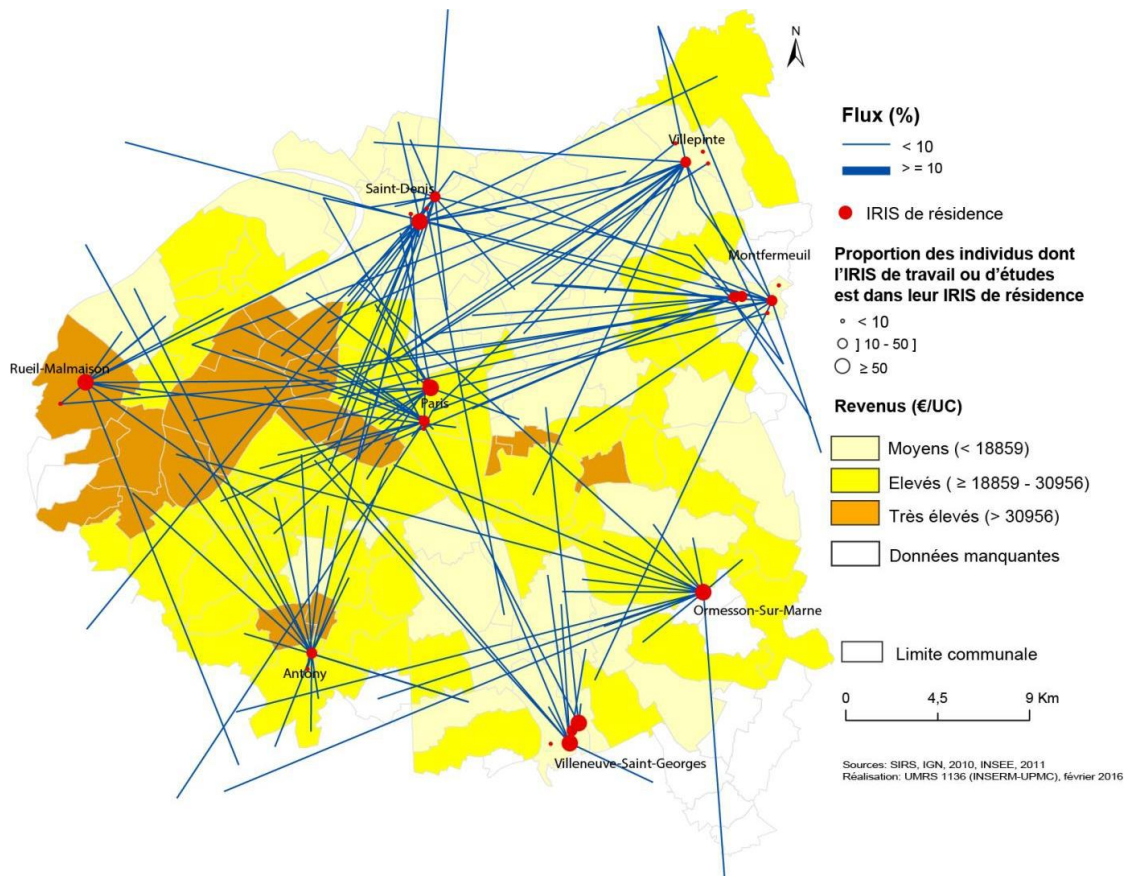 N
Villepinte
Saint-Denis
Montfermeuil
Rueil-Malmaison
Paris
Ormesson-Sur-Marne
Antony
Villeneuve-Saint-Georges
Flux (%)
< 10
> = 10
IRIS de résidence
Proportion des individus dont
l'IRIS de travail ou d'études
est dans leur IRIS de résidence
< 10
] 10 - 50 ]
≥ 50
Revenus (€/UC)
Moyens (< 18859)
Elevés ( ≥ 18859 - 30956)
Très élevés (> 30956)
Données manquantes
Limite communale
0 4,5 9 Km
Sources: SIRS, IGN, 2010, INSEE, 2011
Réalisation: UMRS 1136 (INSERM-UPMC), février 2016